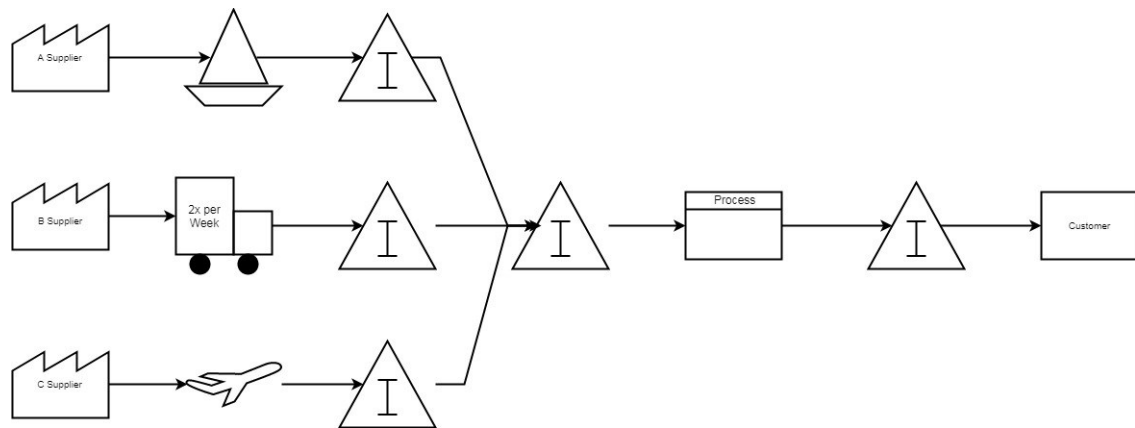 A Supplier
I
B Supplier
2x per
Week
I
I
Process
I
Customer
C Supplier
I